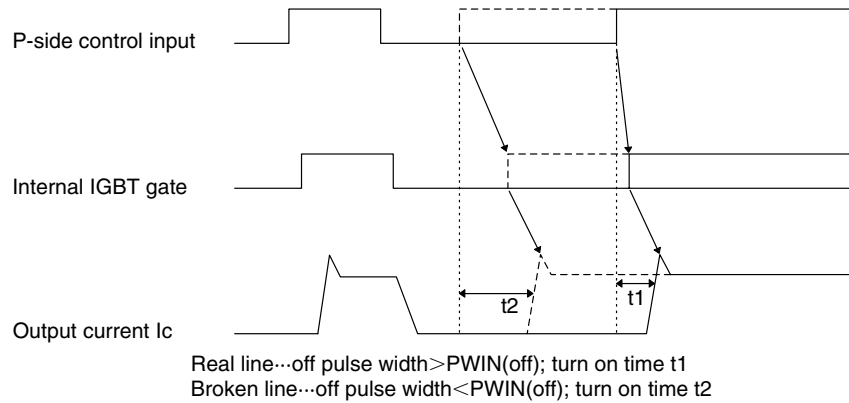 P-side control input
Internal IGBT gate
t2
t1
Output current Ic
Real line···off pulse width>PWIN(off); turn on time t1
Broken line···off pulse width<PWIN(off); turn on time t2